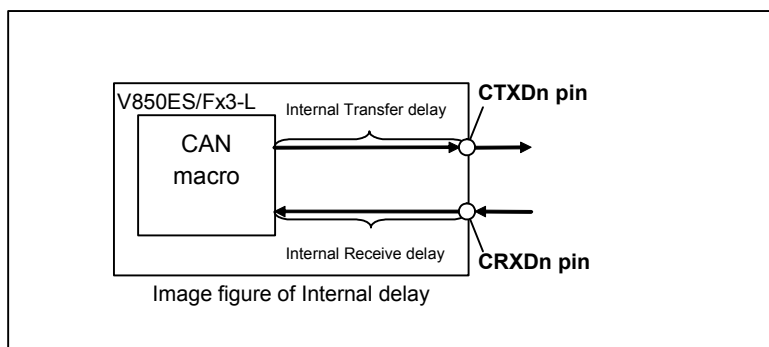 V850ES/Fx3-L
Internal Transfer delay
CTXDn pin
CAN
macro
Internal Receive delay
CRXDn pin
Image figure of Internal delay